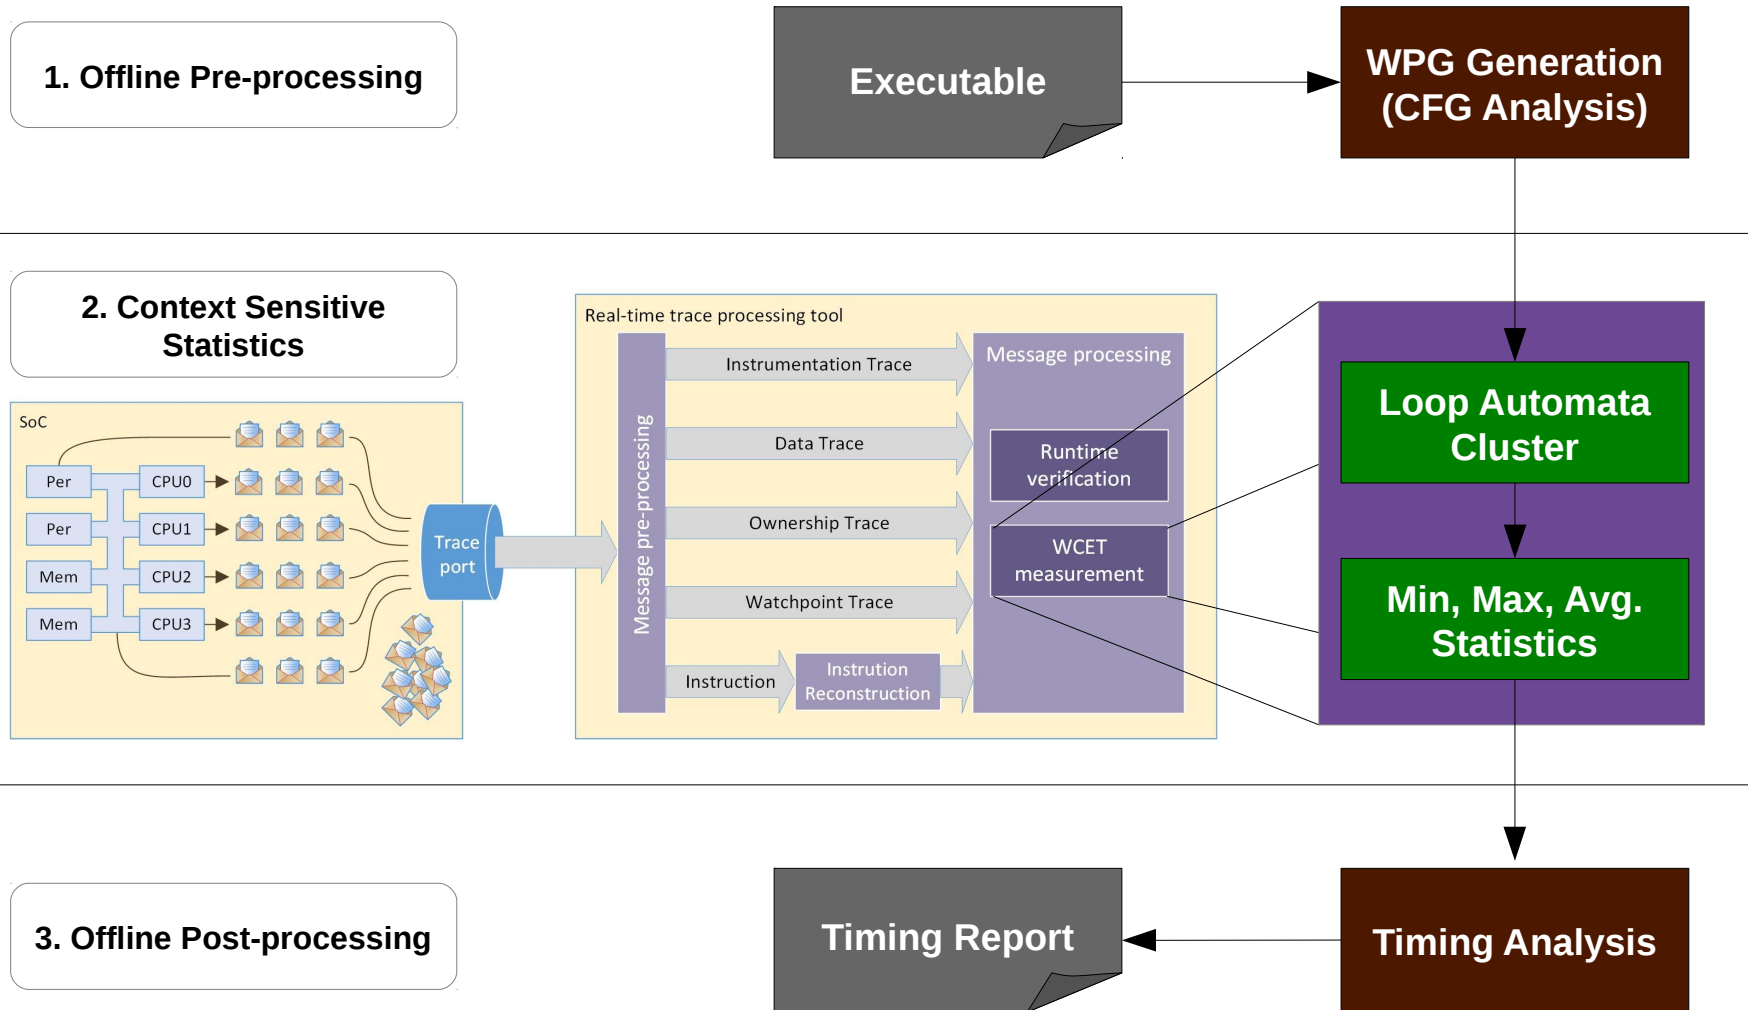 1. Offline Pre-processing
Executable
WPG Generation
(CFG Analysis)
2. Context Sensitive
Statistics
SoC
Per
CPU0
Per
CPU1
Mem
CPU2
Mem
CPU3
Trace
port
Real-time trace processing tool
Message pre-processing
Instrumentation Trace
Data Trace
Ownership Trace
Watchpoint Trace
Instruction
Instrution
Reconstruction
Message processing
Runtime
verification
WCET
measurement
Loop Automata
Cluster
Min, Max, Avg.
Statistics
3. Offline Post-processing
Timing Report
Timing Analysis